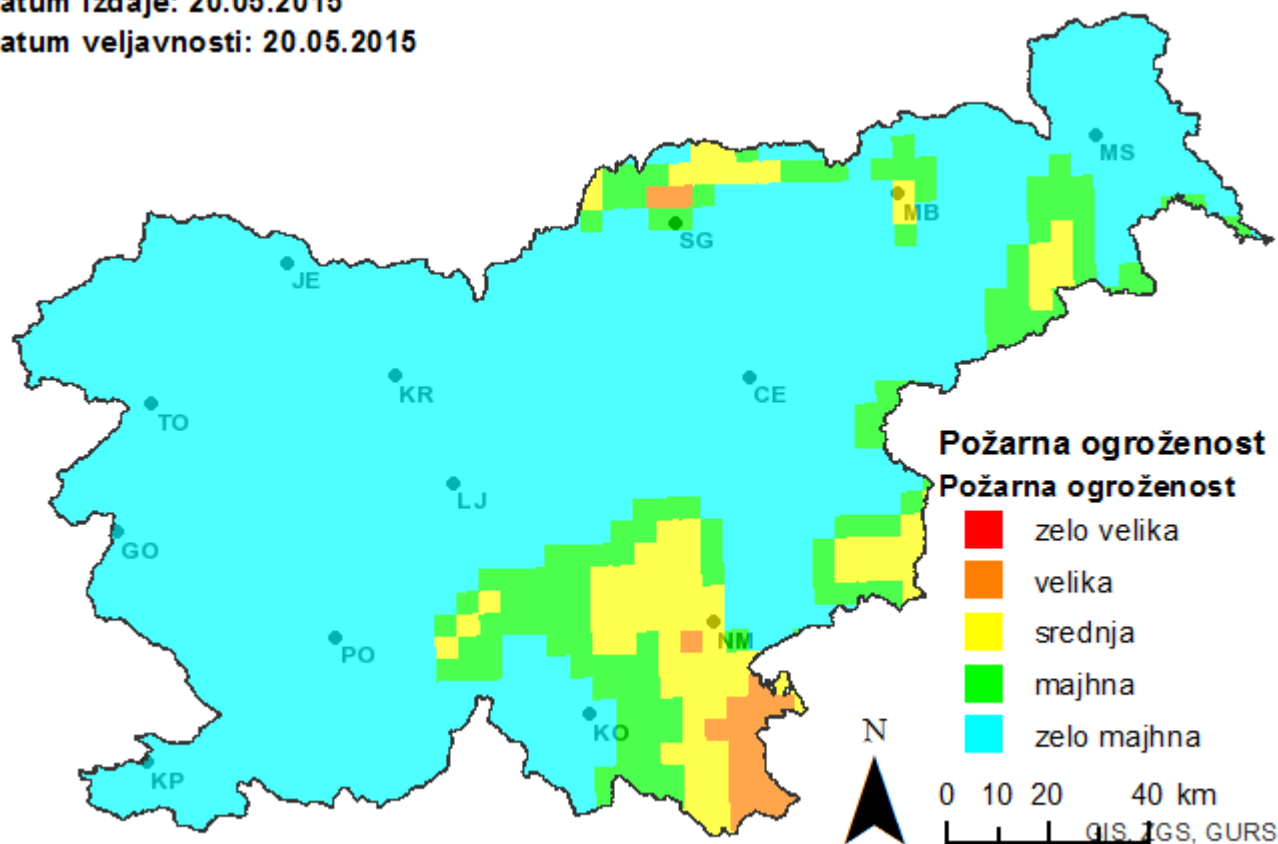 atum izdaje: 20.05.2015
atum veljavnosti: 20.05.2015
MS
MB
SG
JE
KR
CE
TO
LJ
GO
NM
PO
KO
KP
Požarna ogroženost
Požarna ogroženost
zelo velika
velika
srednja
majhna
zelo majhna
N
0 10 20 40 km
GIS, ZGS, GURS